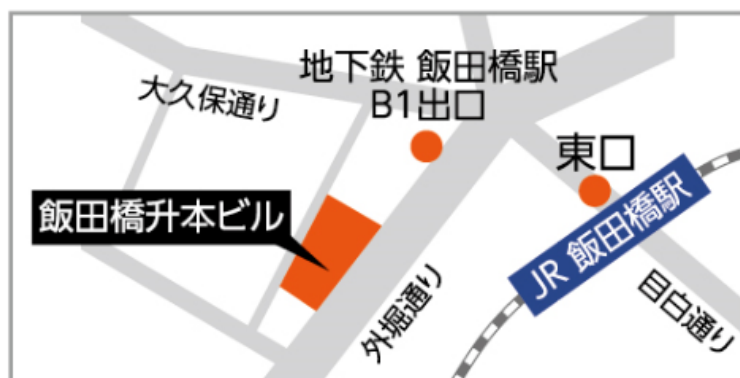 地下鉄 飯田橋駅
B1出口
大久保通り
東口
飯田橋升本ビル
JR 飯田橋駅
外堀通り
目白通り